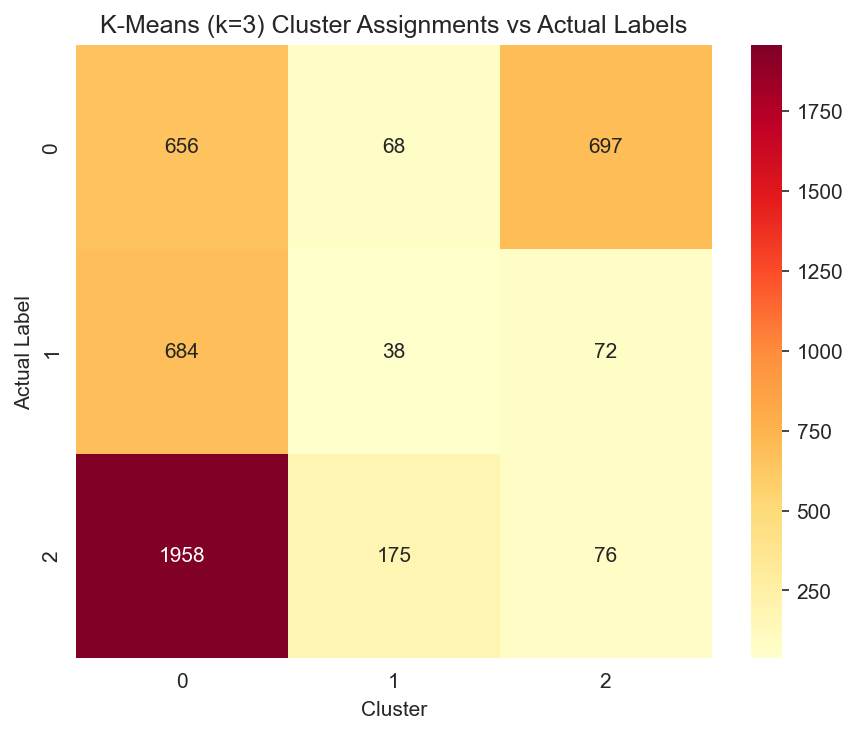 K-Means (k=3) Cluster Assignments vs Actual Labels
656 68 697
684 38 72
1958 175 76
0
1
2
Actual Label
0 1 2
Cluster
1750
1500
1250
1000
750
500
250